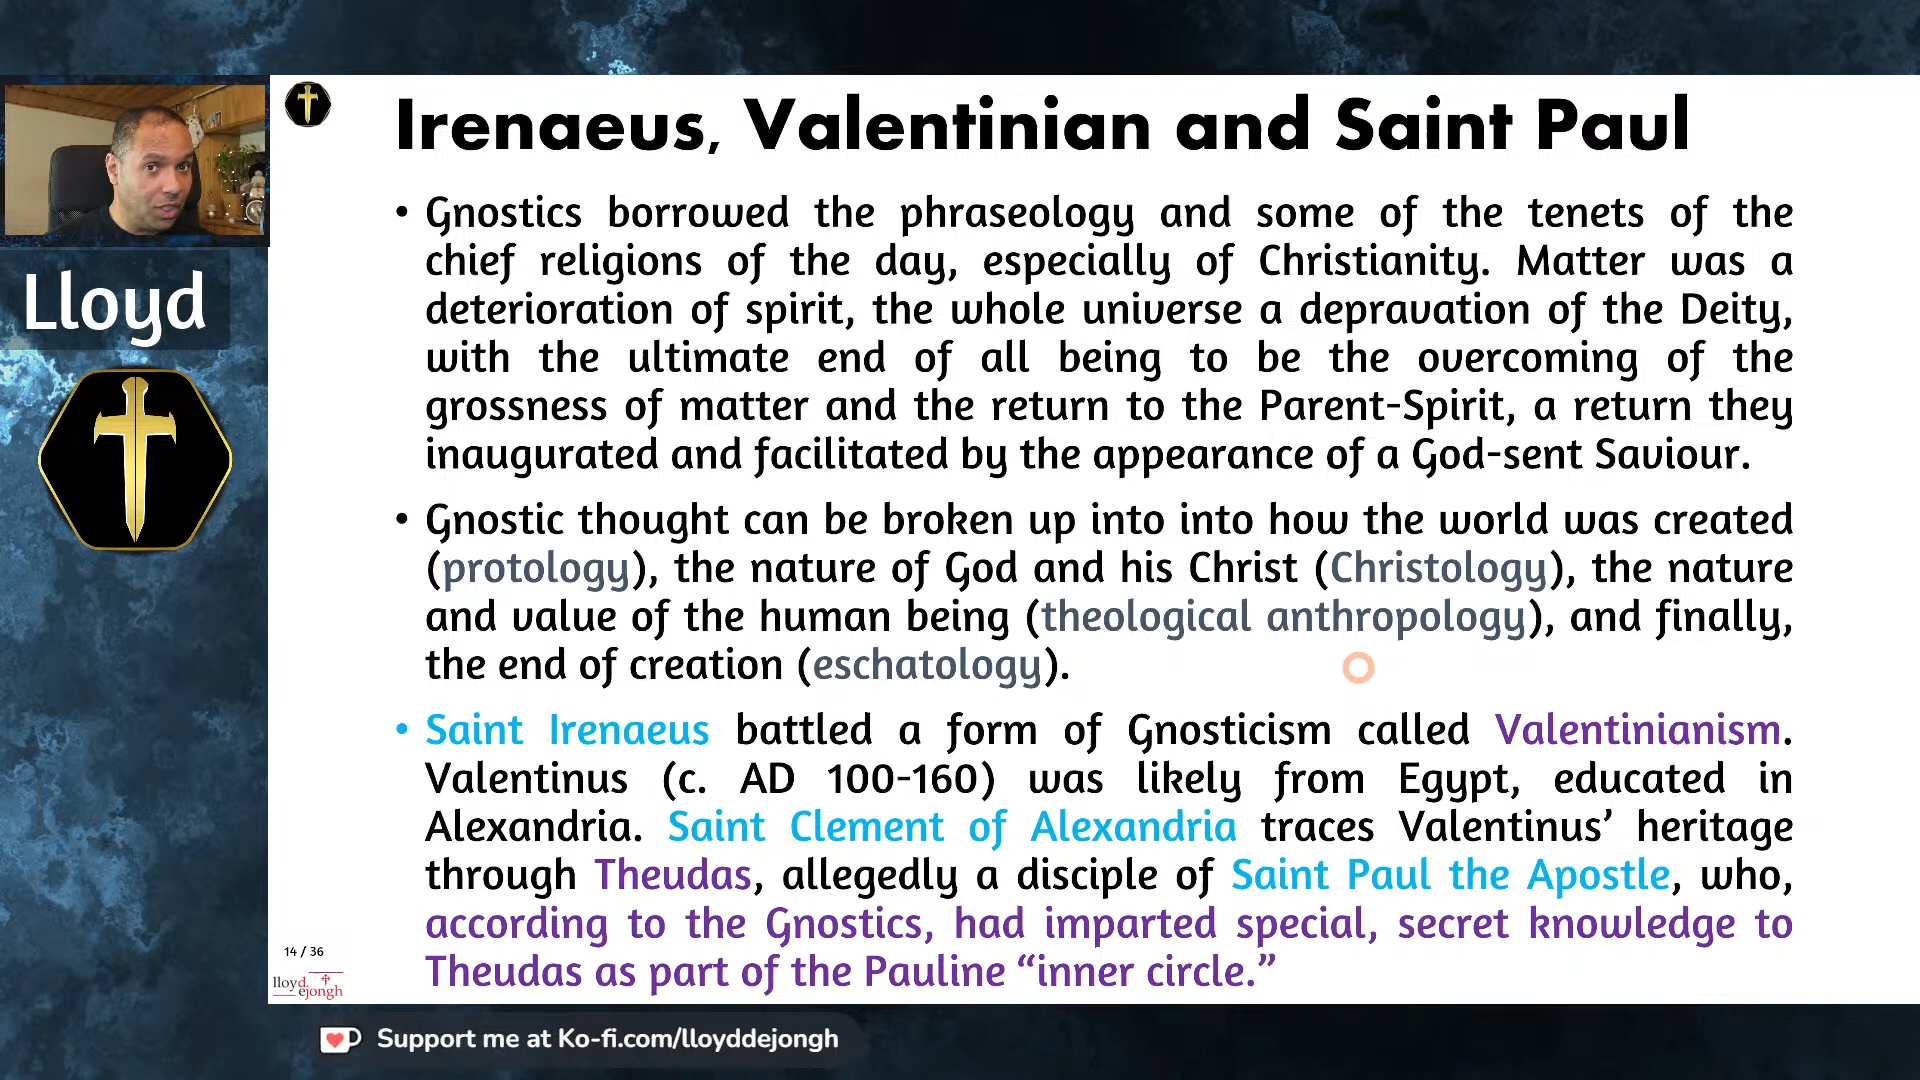 Irenaeus, Valentinian and Saint Paul
• Gnostics borrowed the phraseology and some of the tenets of the
chief religions of the day, especially of Christianity. Matter was a
deterioration of spirit, the whole universe a depravation of the Deity,
with the ultimate end of all being to be the overcoming of the
grossness of matter and the return to the Parent-Spirit, a return they
inaugurated and facilitated by the appearance of a God-sent Saviour.
• Gnostic thought can be broken up into into how the world was created
(protology), the nature of God and his Christ (Christology), the nature
and value of the human being (theological anthropology), and finally,
the end of creation (eschatology).
• Saint Irenaeus battled a form of Gnosticism called Valentinianism.
Valentinus (c. AD 100-160) was likely from Egypt, educated in
Alexandria. Saint Clement of Alexandria traces Valentinus’ heritage
through Theudas, allegedly a disciple of Saint Paul the Apostle, who,
according to the Gnostics, had imparted special, secret knowledge to
Theudas as part of the Pauline “inner circle.”
Lloyd
14 / 36
lloyd
ejongh
Support me at Ko-fi.com/lloyddejongh